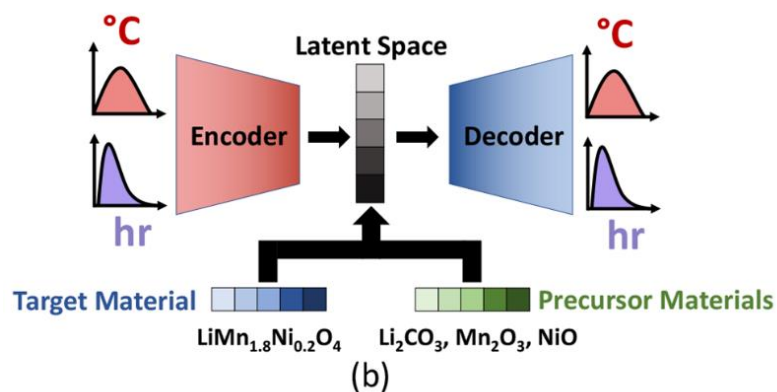 °C
°C
Latent Space
Encoder
Decoder
hr
hr
Target Material
Precursor Materials
LiMn₁.₈Ni₀.₂O₄
Li₂CO₃, Mn₂O₃, NiO
(b)